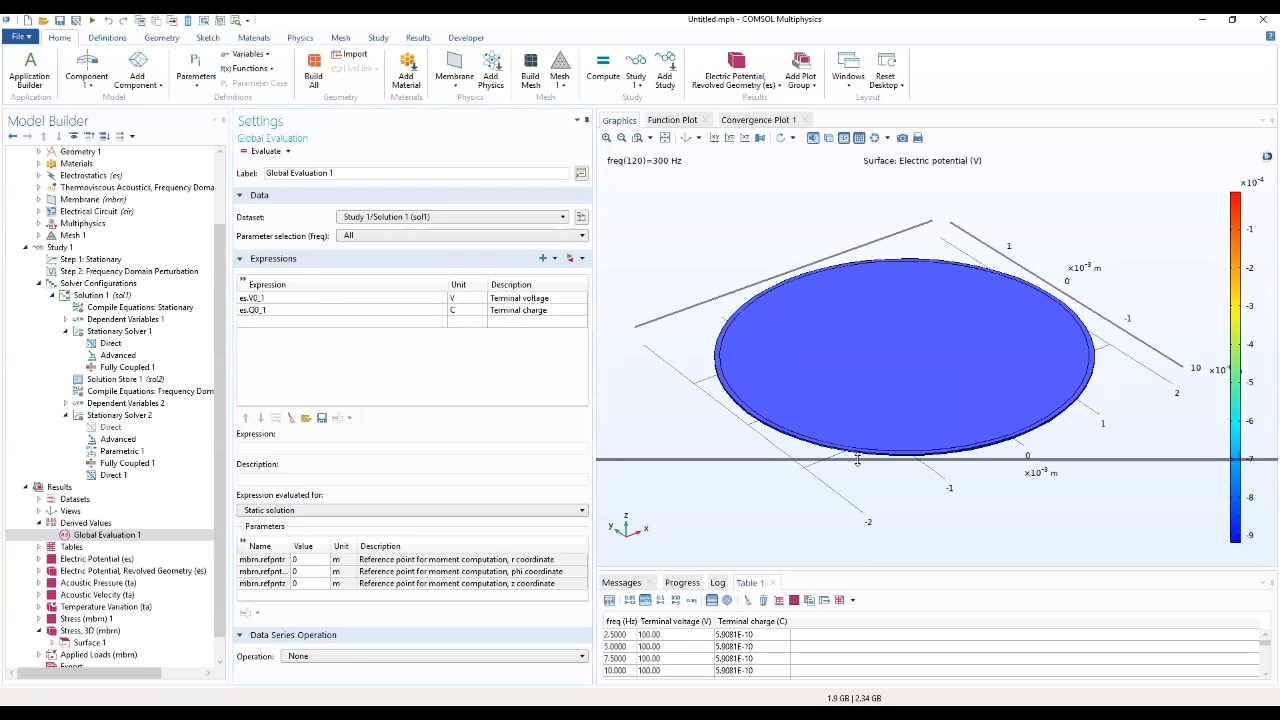 Untitled.mph - COMSOL Multiphysics
File Home Definitions Geometry Sketch Materials Physics Mesh Study Results Developer
Application Builder
Component 1
Add Component
Parameters
Variables
Functions
Parameter Case
Build All
Import
LiveLink
Add Material
Membrane
Add Physics
Build Mesh
Mesh 1
Compute
Study 1
Add Study
Electric Potential, Revolved Geometry (es)
Add Plot Group
Windows
Reset Desktop
Application Model Definitions Geometry Materials Physics Mesh Study Results Layout
Model Builder
Geometry 1
Materials
Electrostatics (es)
Thermoviscous Acoustics, Frequency Doma
Membrane (mbrn)
Electrical Circuit (cir)
Multiphysics
Mesh 1
Study 1
Step 1: Stationary
Step 2: Frequency Domain Perturbation
Solver Configurations
Solution 1 (sol1)
Compile Equations: Stationary
Dependent Variables 1
Stationary Solver 1
Direct
Advanced
Fully Coupled 1
Solution Store 1 (sol2)
Compile Equations: Frequency Dom
Dependent Variables 2
Stationary Solver 2
Direct
Advanced
Parametric 1
Fully Coupled 1
Direct 1
Results
Datasets
Views
Derived Values
Global Evaluation 1
Tables
Electric Potential (es)
Electric Potential, Revolved Geometry (es)
Acoustic Pressure (ta)
Acoustic Velocity (ta)
Temperature Variation (ta)
Stress (mbrn) 1
Stress, 3D (mbrn)
Surface 1
Applied Loads (mbrn)
Export
Settings
Global Evaluation
Evaluate
Label: Global Evaluation 1
Data
Dataset: Study 1/Solution 1 (sol1)
Parameter selection (freq): All
Expressions
Expression Unit Description
es.V0_1 V Terminal voltage
es.Q0_1 C Terminal charge
Expression:
Description:
Expression evaluated for:
Static solution
Parameters
Name Value Unit Description
mbrn.refpntr 0 m Reference point for moment computation, r coordinate
mbrn.refpnt... 0 m Reference point for moment computation, phi coordinate
mbrn.refpntz 0 m Reference point for moment computation, z coordinate
Data Series Operation
Operation: None
Graphics Function Plot Convergence Plot 1
freq(120)=300 Hz Surface: Electric potential (V)
×10⁻⁴
-1
-2
-3
-4
-5
-6
-7
-8
-9
1
×10⁻³ m
0
-1
10
2
1
0
×10⁻³ m
-1
-2
y z x
Messages Progress Log Table 1
freq (Hz) Terminal voltage (V) Terminal charge (C)
2.5000 100.00 5.9081E-10
5.0000 100.00 5.9081E-10
7.5000 100.00 5.9081E-10
10.000 100.00 5.9081E-10
1.9 GB | 2.34 GB